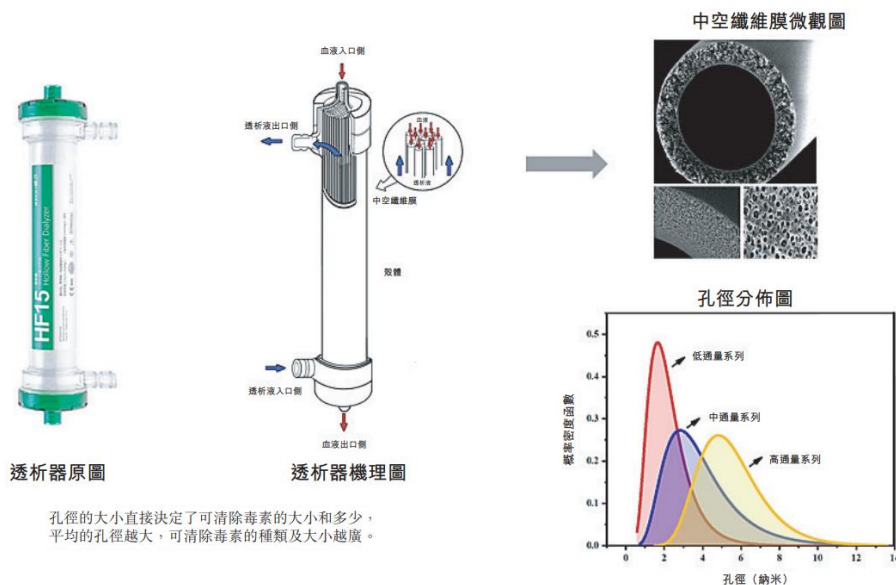 中空纖維膜微觀圖
血液入口側
透析液出口側
血液
透析液
中空纖維膜
殼體
透析液入口側
血液出口側
HF15
Hollow Fiber Dialyzer
透析器原圖
透析器機理圖
孔徑的大小直接決定了可清除毒素的大小和多少，
平均的孔徑越大，可清除毒素的種類及大小越廣。
孔徑分佈圖
0.5
0.4
0.3
0.2
0.1
0.0
概率密度函數
低通量系列
中通量系列
高通量系列
0 2 4 6 8 10 12 14
孔徑（納米）